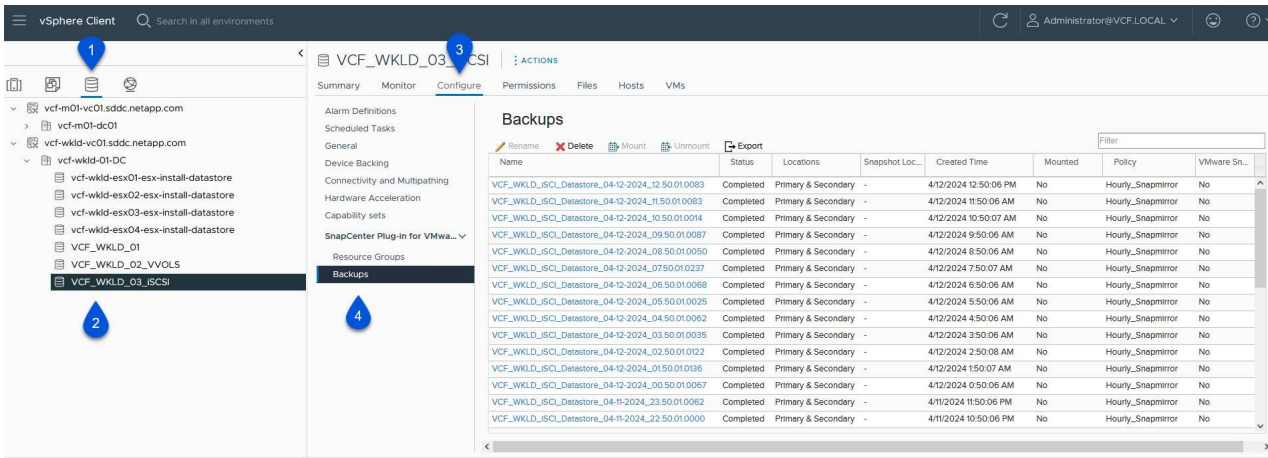 vSphere Client Search in all environments Administrator@VCF.LOCAL
1
3
VCF_WKLD_03_ CSI ACTIONS
Summary Monitor Configure Permissions Files Hosts VMs
vcf-m01-vc01.sddc.netapp.com
vcf-m01-dc01
vcf-wkld-vc01.sddc.netapp.com
vcf-wkld-01-DC
vcf-wkld-esx01-esx-install-datastore
vcf-wkld-esx02-esx-install-datastore
vcf-wkld-esx03-esx-install-datastore
vcf-wkld-esx04-esx-install-datastore
VCF_WKLD_01
VCF_WKLD_02_VVOLS
VCF_WKLD_03_iSCSI
2
Alarm Definitions
Scheduled Tasks
General
Device Backing
Connectivity and Multipathing
Hardware Acceleration
Capability sets
SnapCenter Plug-in for VMwa...
Resource Groups
Backups
4
Backups
Filter
Rename Delete Mount Unmount Export
Name Status Locations Snapshot Loc... Created Time Mounted Policy VMware Sn...
VCF_WKLD_iSCI_Datastore_04-12-2024_12.50.01.0083 Completed Primary & Secondary - 4/12/2024 12:50:06 PM No Hourly_Snapmirror No
VCF_WKLD_iSCI_Datastore_04-12-2024_11.50.01.0083 Completed Primary & Secondary - 4/12/2024 11:50:06 AM No Hourly_Snapmirror No
VCF_WKLD_iSCI_Datastore_04-12-2024_10.50.01.0014 Completed Primary & Secondary - 4/12/2024 10:50:07 AM No Hourly_Snapmirror No
VCF_WKLD_iSCI_Datastore_04-12-2024_09.50.01.0087 Completed Primary & Secondary - 4/12/2024 9:50:06 AM No Hourly_Snapmirror No
VCF_WKLD_iSCI_Datastore_04-12-2024_08.50.01.0050 Completed Primary & Secondary - 4/12/2024 8:50:06 AM No Hourly_Snapmirror No
VCF_WKLD_iSCI_Datastore_04-12-2024_07.50.01.0237 Completed Primary & Secondary - 4/12/2024 7:50:07 AM No Hourly_Snapmirror No
VCF_WKLD_iSCI_Datastore_04-12-2024_06.50.01.0068 Completed Primary & Secondary - 4/12/2024 6:50:06 AM No Hourly_Snapmirror No
VCF_WKLD_iSCI_Datastore_04-12-2024_05.50.01.0025 Completed Primary & Secondary - 4/12/2024 5:50:06 AM No Hourly_Snapmirror No
VCF_WKLD_iSCI_Datastore_04-12-2024_04.50.01.0062 Completed Primary & Secondary - 4/12/2024 4:50:06 AM No Hourly_Snapmirror No
VCF_WKLD_iSCI_Datastore_04-12-2024_03.50.01.0035 Completed Primary & Secondary - 4/12/2024 3:50:06 AM No Hourly_Snapmirror No
VCF_WKLD_iSCI_Datastore_04-12-2024_02.50.01.0122 Completed Primary & Secondary - 4/12/2024 2:50:08 AM No Hourly_Snapmirror No
VCF_WKLD_iSCI_Datastore_04-12-2024_01.50.01.0136 Completed Primary & Secondary - 4/12/2024 1:50:07 AM No Hourly_Snapmirror No
VCF_WKLD_iSCI_Datastore_04-12-2024_00.50.01.0067 Completed Primary & Secondary - 4/12/2024 0:50:06 AM No Hourly_Snapmirror No
VCF_WKLD_iSCI_Datastore_04-11-2024_23.50.01.0062 Completed Primary & Secondary - 4/11/2024 11:50:06 PM No Hourly_Snapmirror No
VCF_WKLD_iSCI_Datastore_04-11-2024_22.50.01.0000 Completed Primary & Secondary - 4/11/2024 10:50:06 PM No Hourly_Snapmirror No